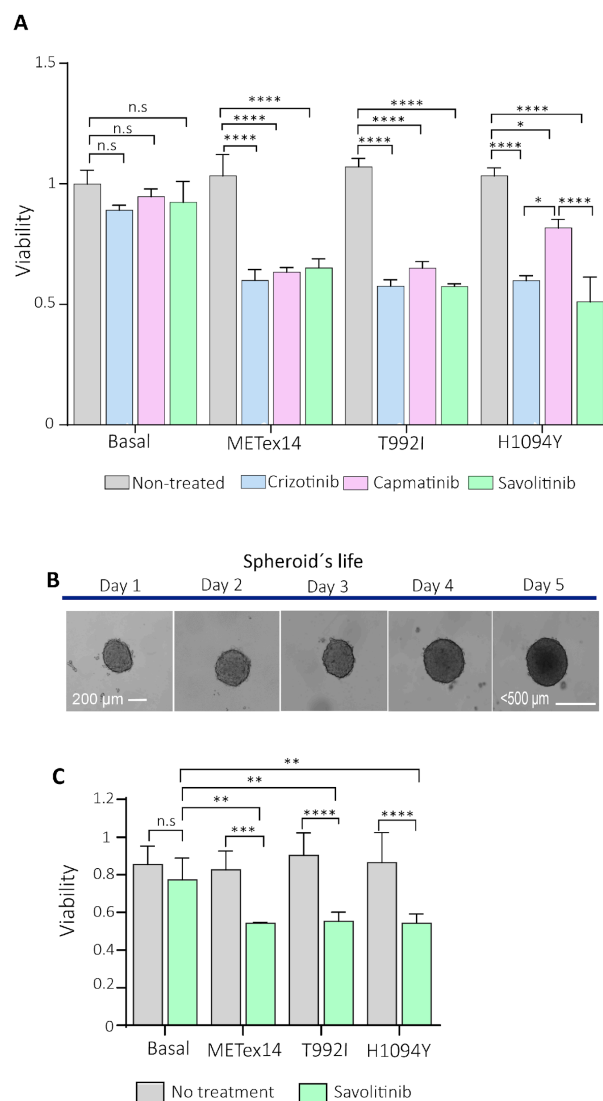 A
1.5
n.s
n.s
n.s
****
****
****
****
****
****
****
*
****
*
****
1
0.5
0
Viability
Basal
METex14
T992I
H1094Y
Non-treated
Crizotinib
Capmatinib
Savolitinib
Spheroid´s life
B
Day 1
Day 2
Day 3
Day 4
Day 5
200 µm
<500 µm
C
**
**
**
n.s
***
****
****
1.2
1
0.8
0.6
0.4
0.2
0
Viability
Basal
METex14
T992I
H1094Y
No treatment
Savolitinib